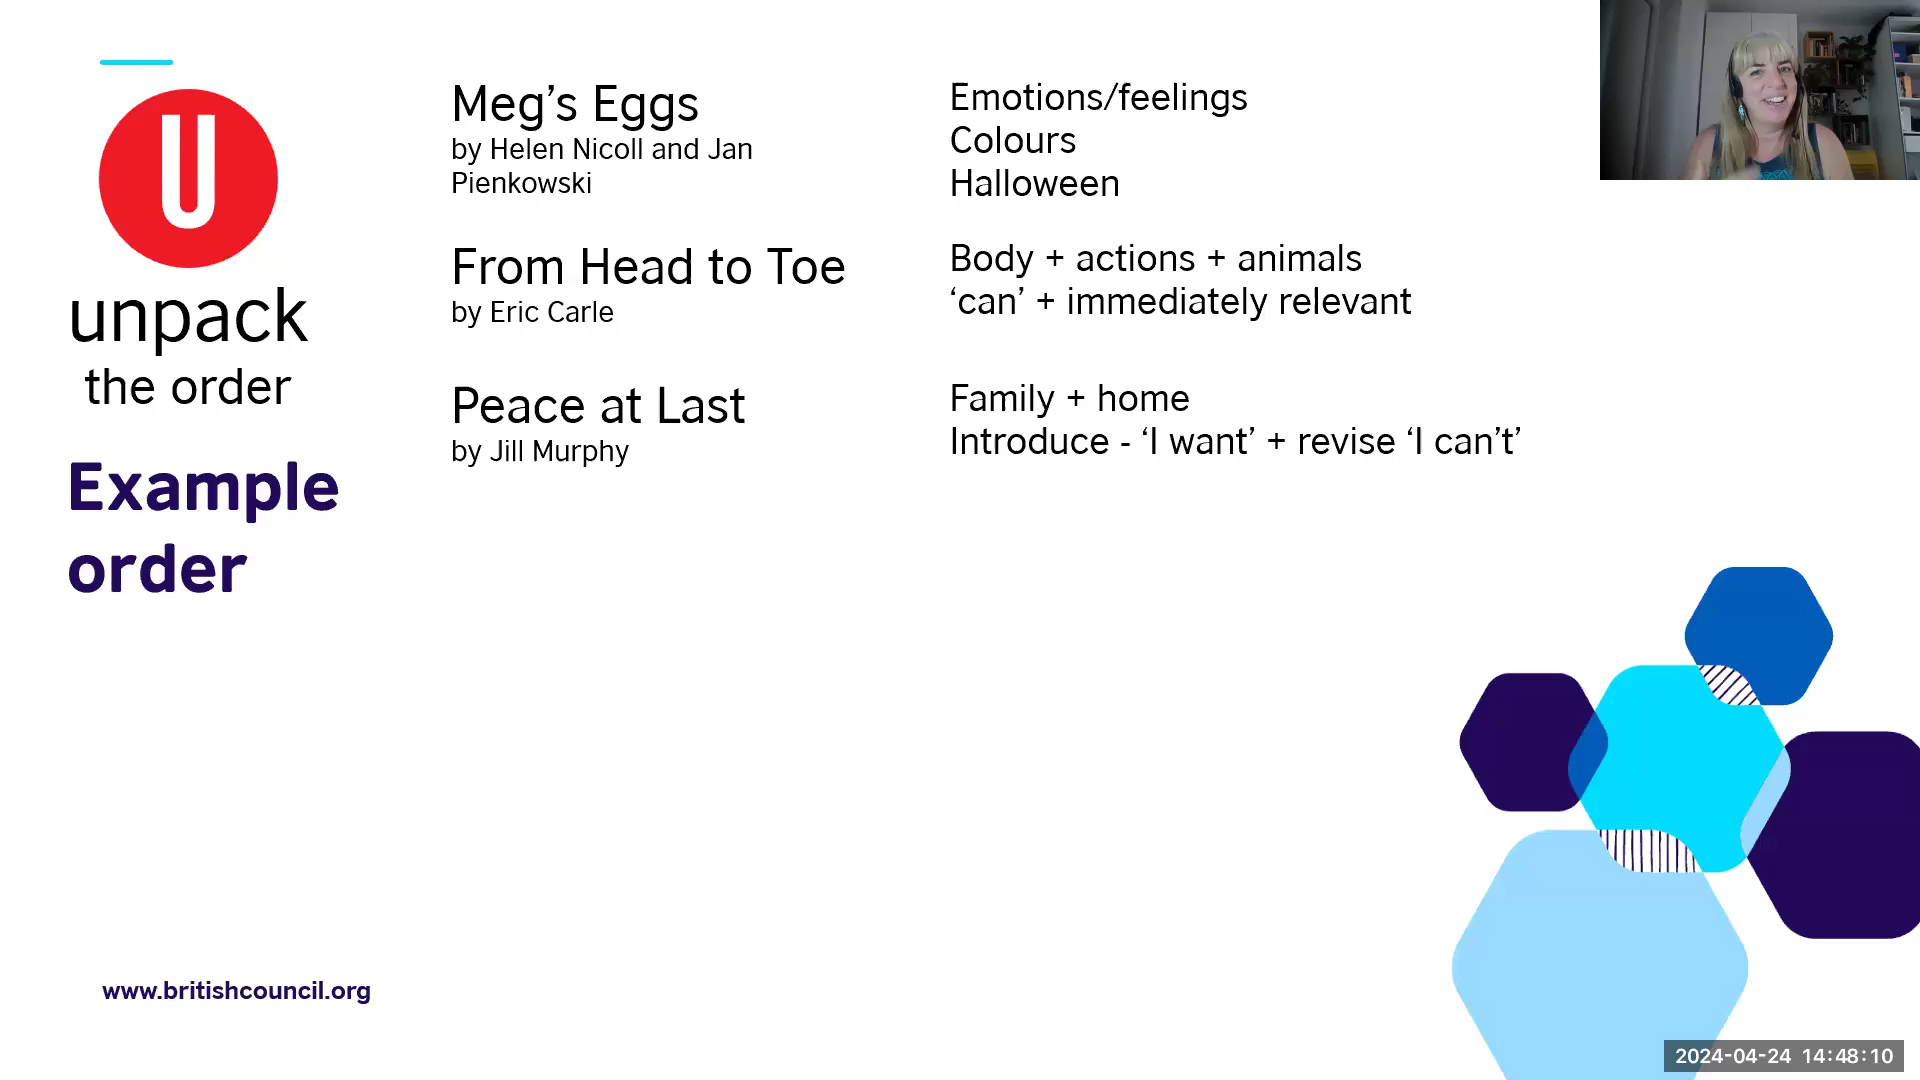 U
unpack
the order
Example
order
Meg’s Eggs
by Helen Nicoll and Jan
Pienkowski
Emotions/feelings
Colours
Halloween
From Head to Toe
by Eric Carle
Body + actions + animals
‘can’ + immediately relevant
Peace at Last
by Jill Murphy
Family + home
Introduce - ‘I want’ + revise ‘I can’t’
www.britishcouncil.org
2024-04-24 14:48:10